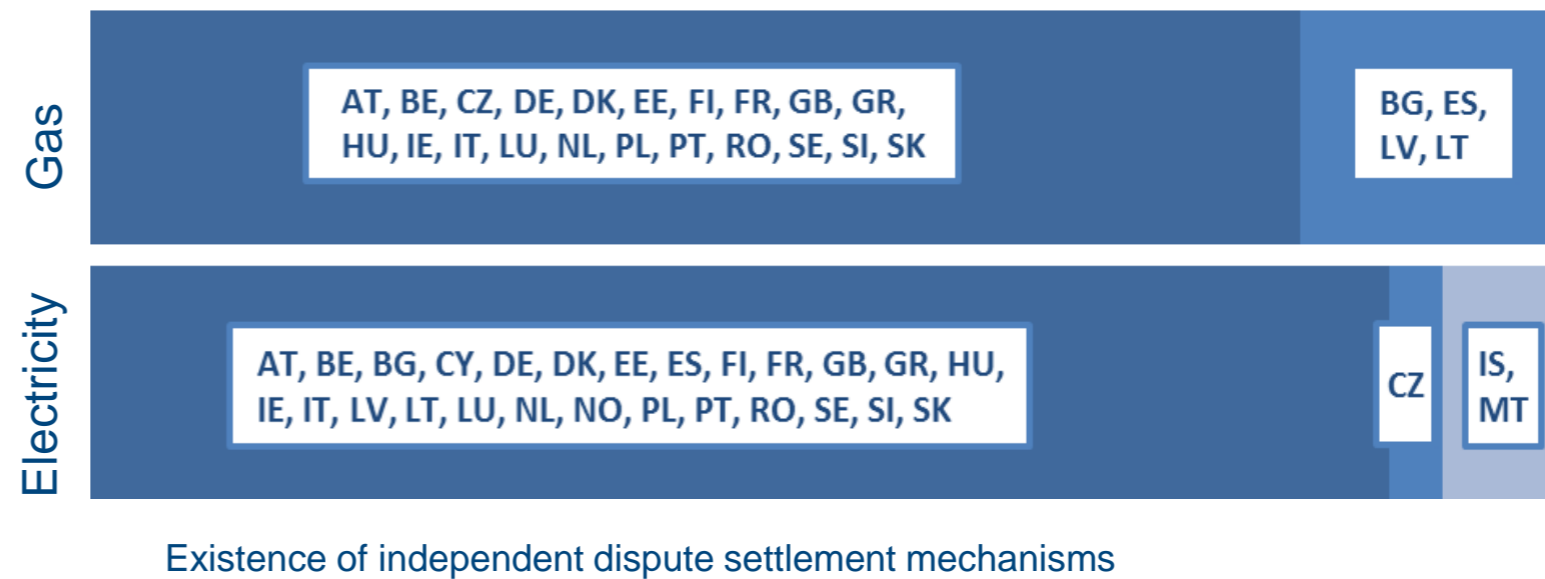 Gas
AT, BE, CZ, DE, DK, EE, FI, FR, GB, GR,
HU, IE, IT, LU, NL, PL, PT, RO, SE, SI, SK
BG, ES,
LV, LT
Electricity
AT, BE, BG, CY, DE, DK, EE, ES, FI, FR, GB, GR, HU,
IE, IT, LV, LT, LU, NL, NO, PL, PT, RO, SE, SI, SK
CZ
IS,
MT
Existence of independent dispute settlement mechanisms